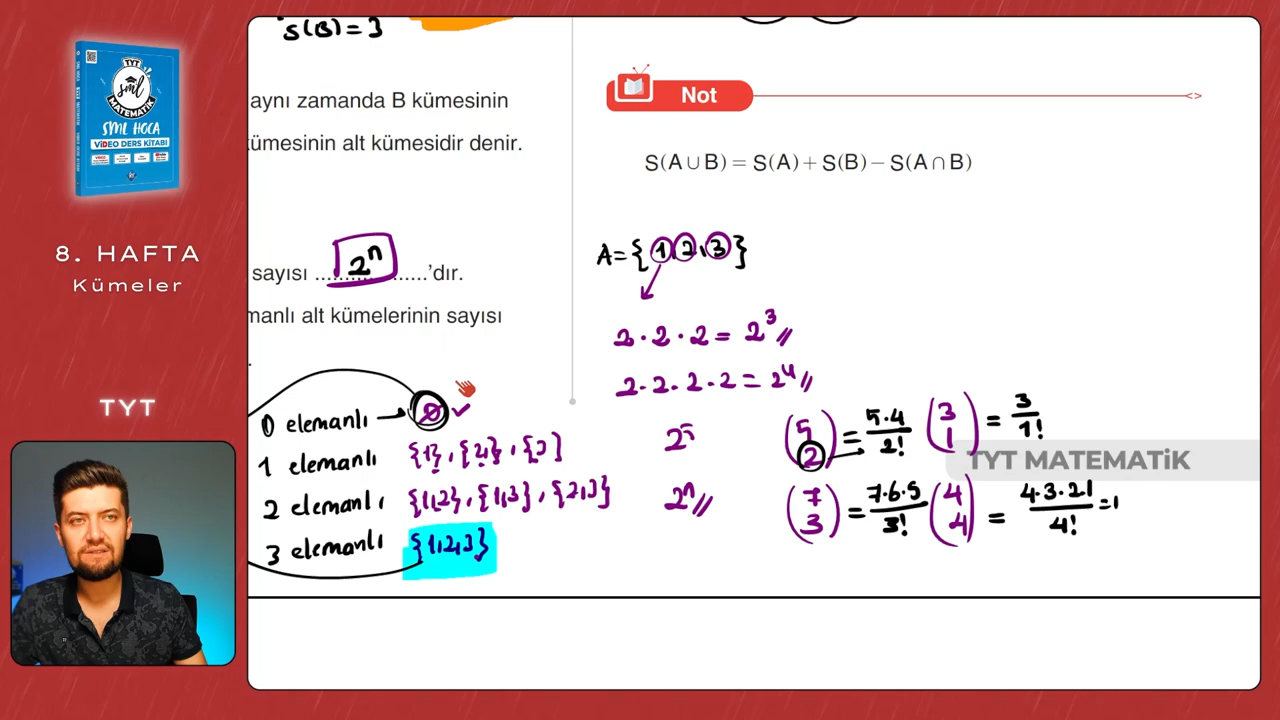 sml
MATEMATİK
SML HOCA
VİDEO DERS KİTABI
8. HAFTA
Kümeler
TYT
S(B) = 3
aynı zamanda B kümesinin
kümesinin alt kümesidir denir.
sayısı .................'dır.
2ⁿ
manlı alt kümelerinin sayısı
0 elemanlı → ∅ ✓
1 elemanlı {1}, {2}, {3}
2 elemanlı {1,2}, {1,3}, {2,3}
3 elemanlı {1,2,3}
Not
S(A ∪ B) = S(A) + S(B) − S(A ∩ B)
A = {1, 2, 3}
2 · 2 · 2 = 2³ //
2 · 2 · 2 · 2 = 2⁴ //
2⁵
2ⁿ //
(5 2) = 5·4 / 2!
(3 1) = 3 / 1!
(7 3) = 7·6·5 / 3!
(4 4) = 4·3·2·1 / 4! = 1
TYT MATEMATİK